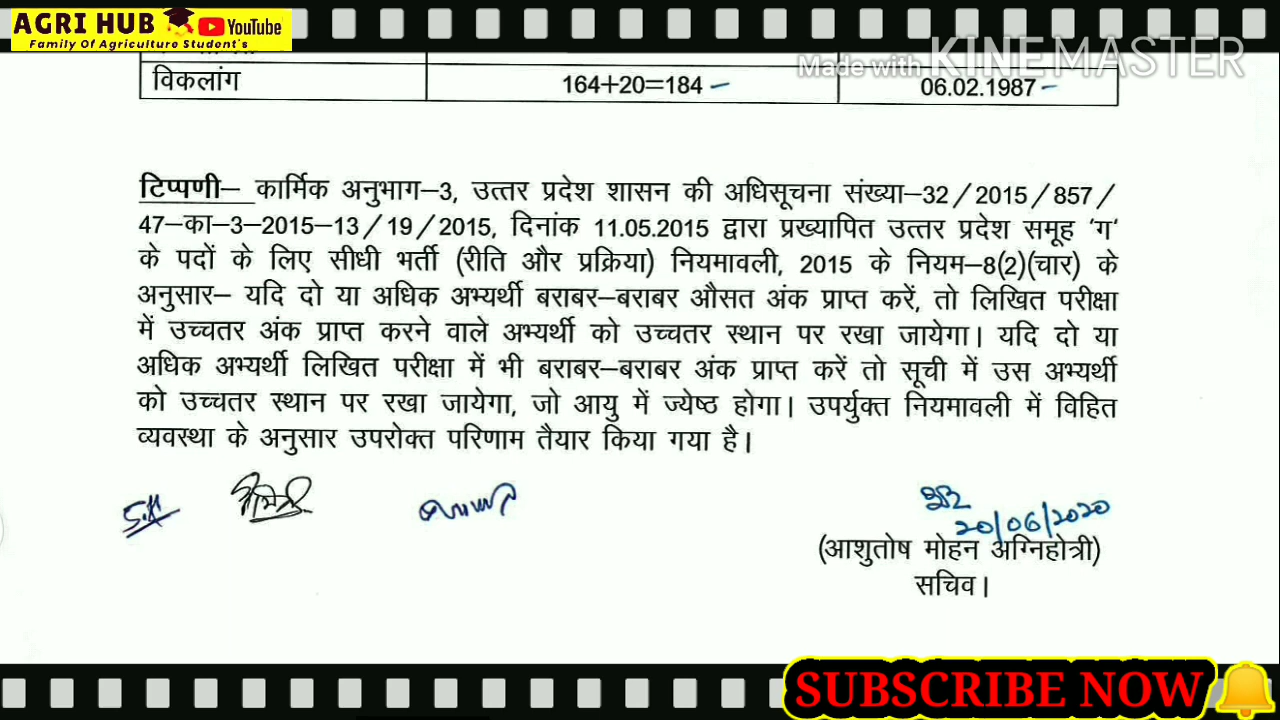 AGRI HUB YouTube
Family Of Agriculture Student's
Made with KINEMASTER
विकलांग 164+20=184 – 06.02.1987 –
टिप्पणी– कार्मिक अनुभाग–3, उत्तर प्रदेश शासन की अधिसूचना संख्या–32/2015/857/
47–का–3–2015–13/19/2015, दिनांक 11.05.2015 द्वारा प्रख्यापित उत्तर प्रदेश समूह 'ग'
के पदों के लिए सीधी भर्ती (रीति और प्रक्रिया) नियमावली, 2015 के नियम–8(2)(चार) के
अनुसार– यदि दो या अधिक अभ्यर्थी बराबर–बराबर औसत अंक प्राप्त करें, तो लिखित परीक्षा
में उच्चतर अंक प्राप्त करने वाले अभ्यर्थी को उच्चतर स्थान पर रखा जायेगा। यदि दो या
अधिक अभ्यर्थी लिखित परीक्षा में भी बराबर–बराबर अंक प्राप्त करें तो सूची में उस अभ्यर्थी
को उच्चतर स्थान पर रखा जायेगा, जो आयु में ज्येष्ठ होगा। उपर्युक्त नियमावली में विहित
व्यवस्था के अनुसार उपरोक्त परिणाम तैयार किया गया है।
20/06/2020
(आशुतोष मोहन अग्निहोत्री)
सचिव।
SUBSCRIBE NOW